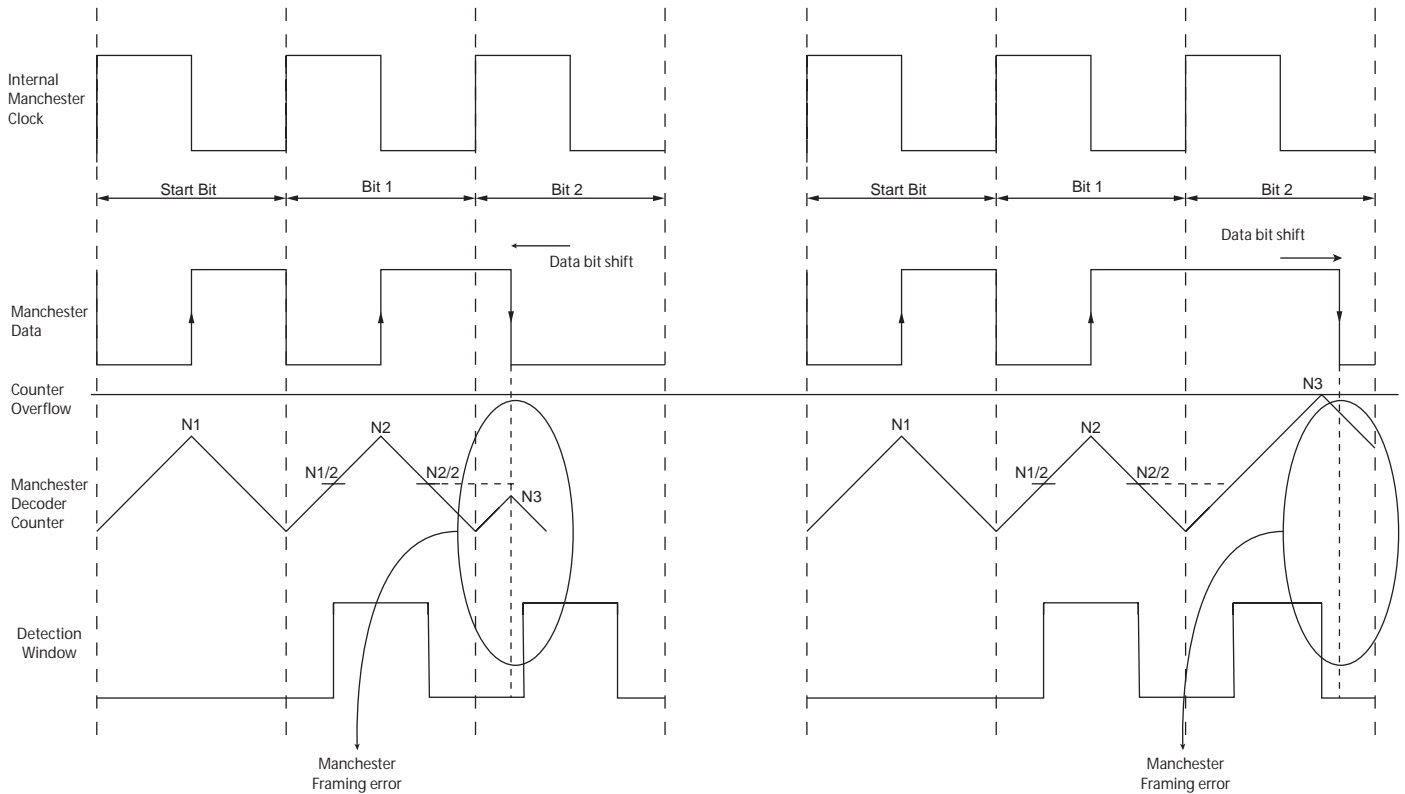 Internal
Manchester
Clock
Start Bit
Bit 1
Bit 2
Start Bit
Bit 1
Bit 2
Data bit shift
Data bit shift
Manchester
Data
Counter
Overflow
N1
N2
N1/2
N2/2
N3
N1
N2
N1/2
N2/2
N3
Manchester
Decoder
Counter
Detection
Window
Manchester
Framing error
Manchester
Framing error